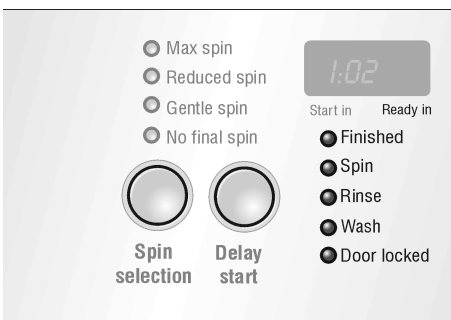 Max spin
Reduced spin
Gentle spin
No final spin
Spin
selection
Delay
start
1:02
Start in
Ready in
Finished
Spin
Rinse
Wash
Door locked